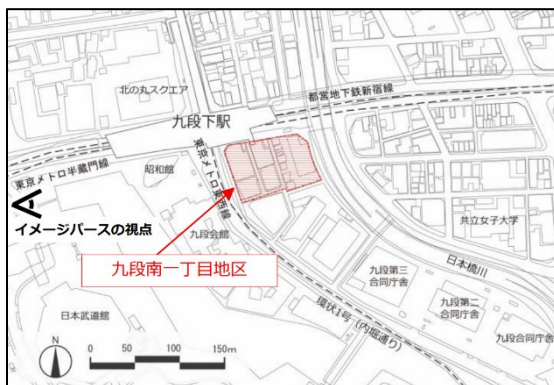 北の丸スクエア
都営地下鉄新宿線
九段下駅
東京メトロ半蔵門線
昭和館
東京メトロ東西線
イメージパースの視点
九段会館
共立女子大学
九段南一丁目地区
日本橋川
九段第三
合同庁舎
九段第二
合同庁舎
九段合同庁舎
環状1号（内堀通り）
日本武道館
N
0 50 100 150m